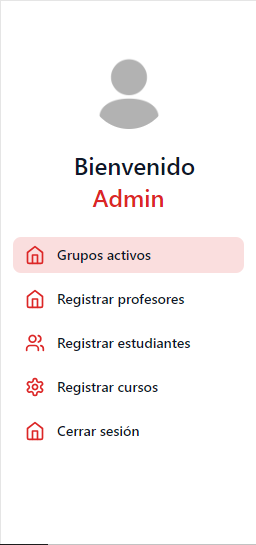 Bienvenido
Admin
Grupos activos
Registrar profesores
Registrar estudiantes
Registrar cursos
Cerrar sesión